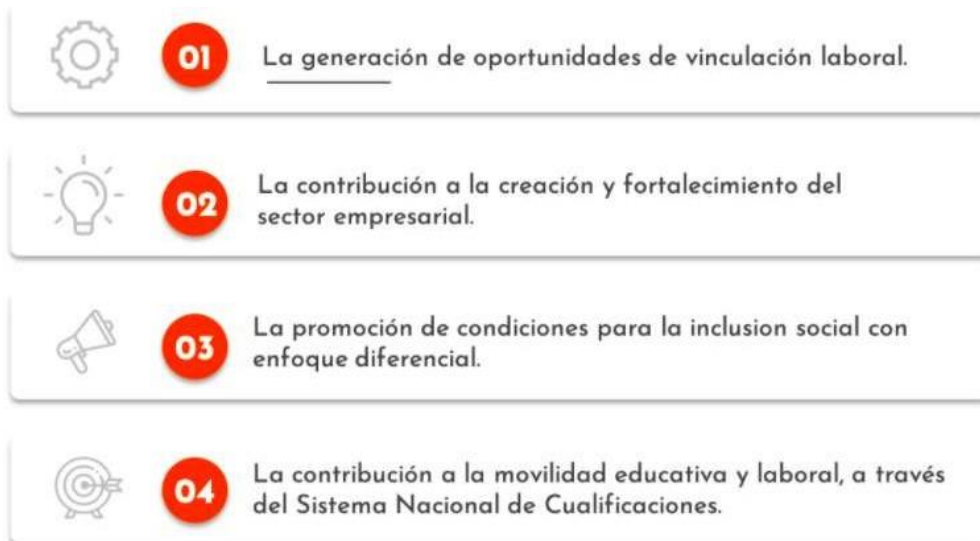 01
La generación de oportunidades de vinculación laboral.
02
La contribución a la creación y fortalecimiento del
sector empresarial.
03
La promoción de condiciones para la inclusion social con
enfoque diferencial.
04
La contribución a la movilidad educativa y laboral, a través
del Sistema Nacional de Cualificaciones.